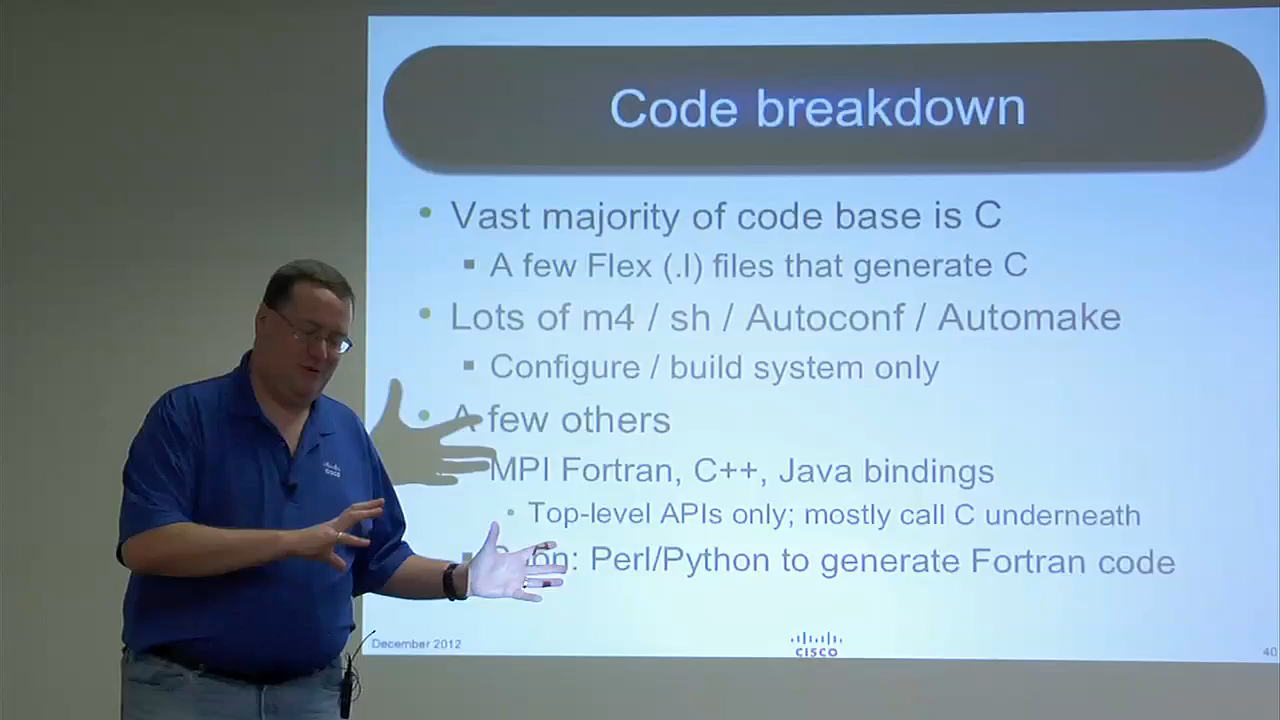 Code breakdown
• Vast majority of code base is C
▪ A few Flex (.l) files that generate C
• Lots of m4 / sh / Autoconf / Automake
▪ Configure / build system only
• A few others
MPI Fortran, C++, Java bindings
• Top-level APIs only; mostly call C underneath
▪ Perl/Python to generate Fortran code
December 2012
CISCO
40
CISCO